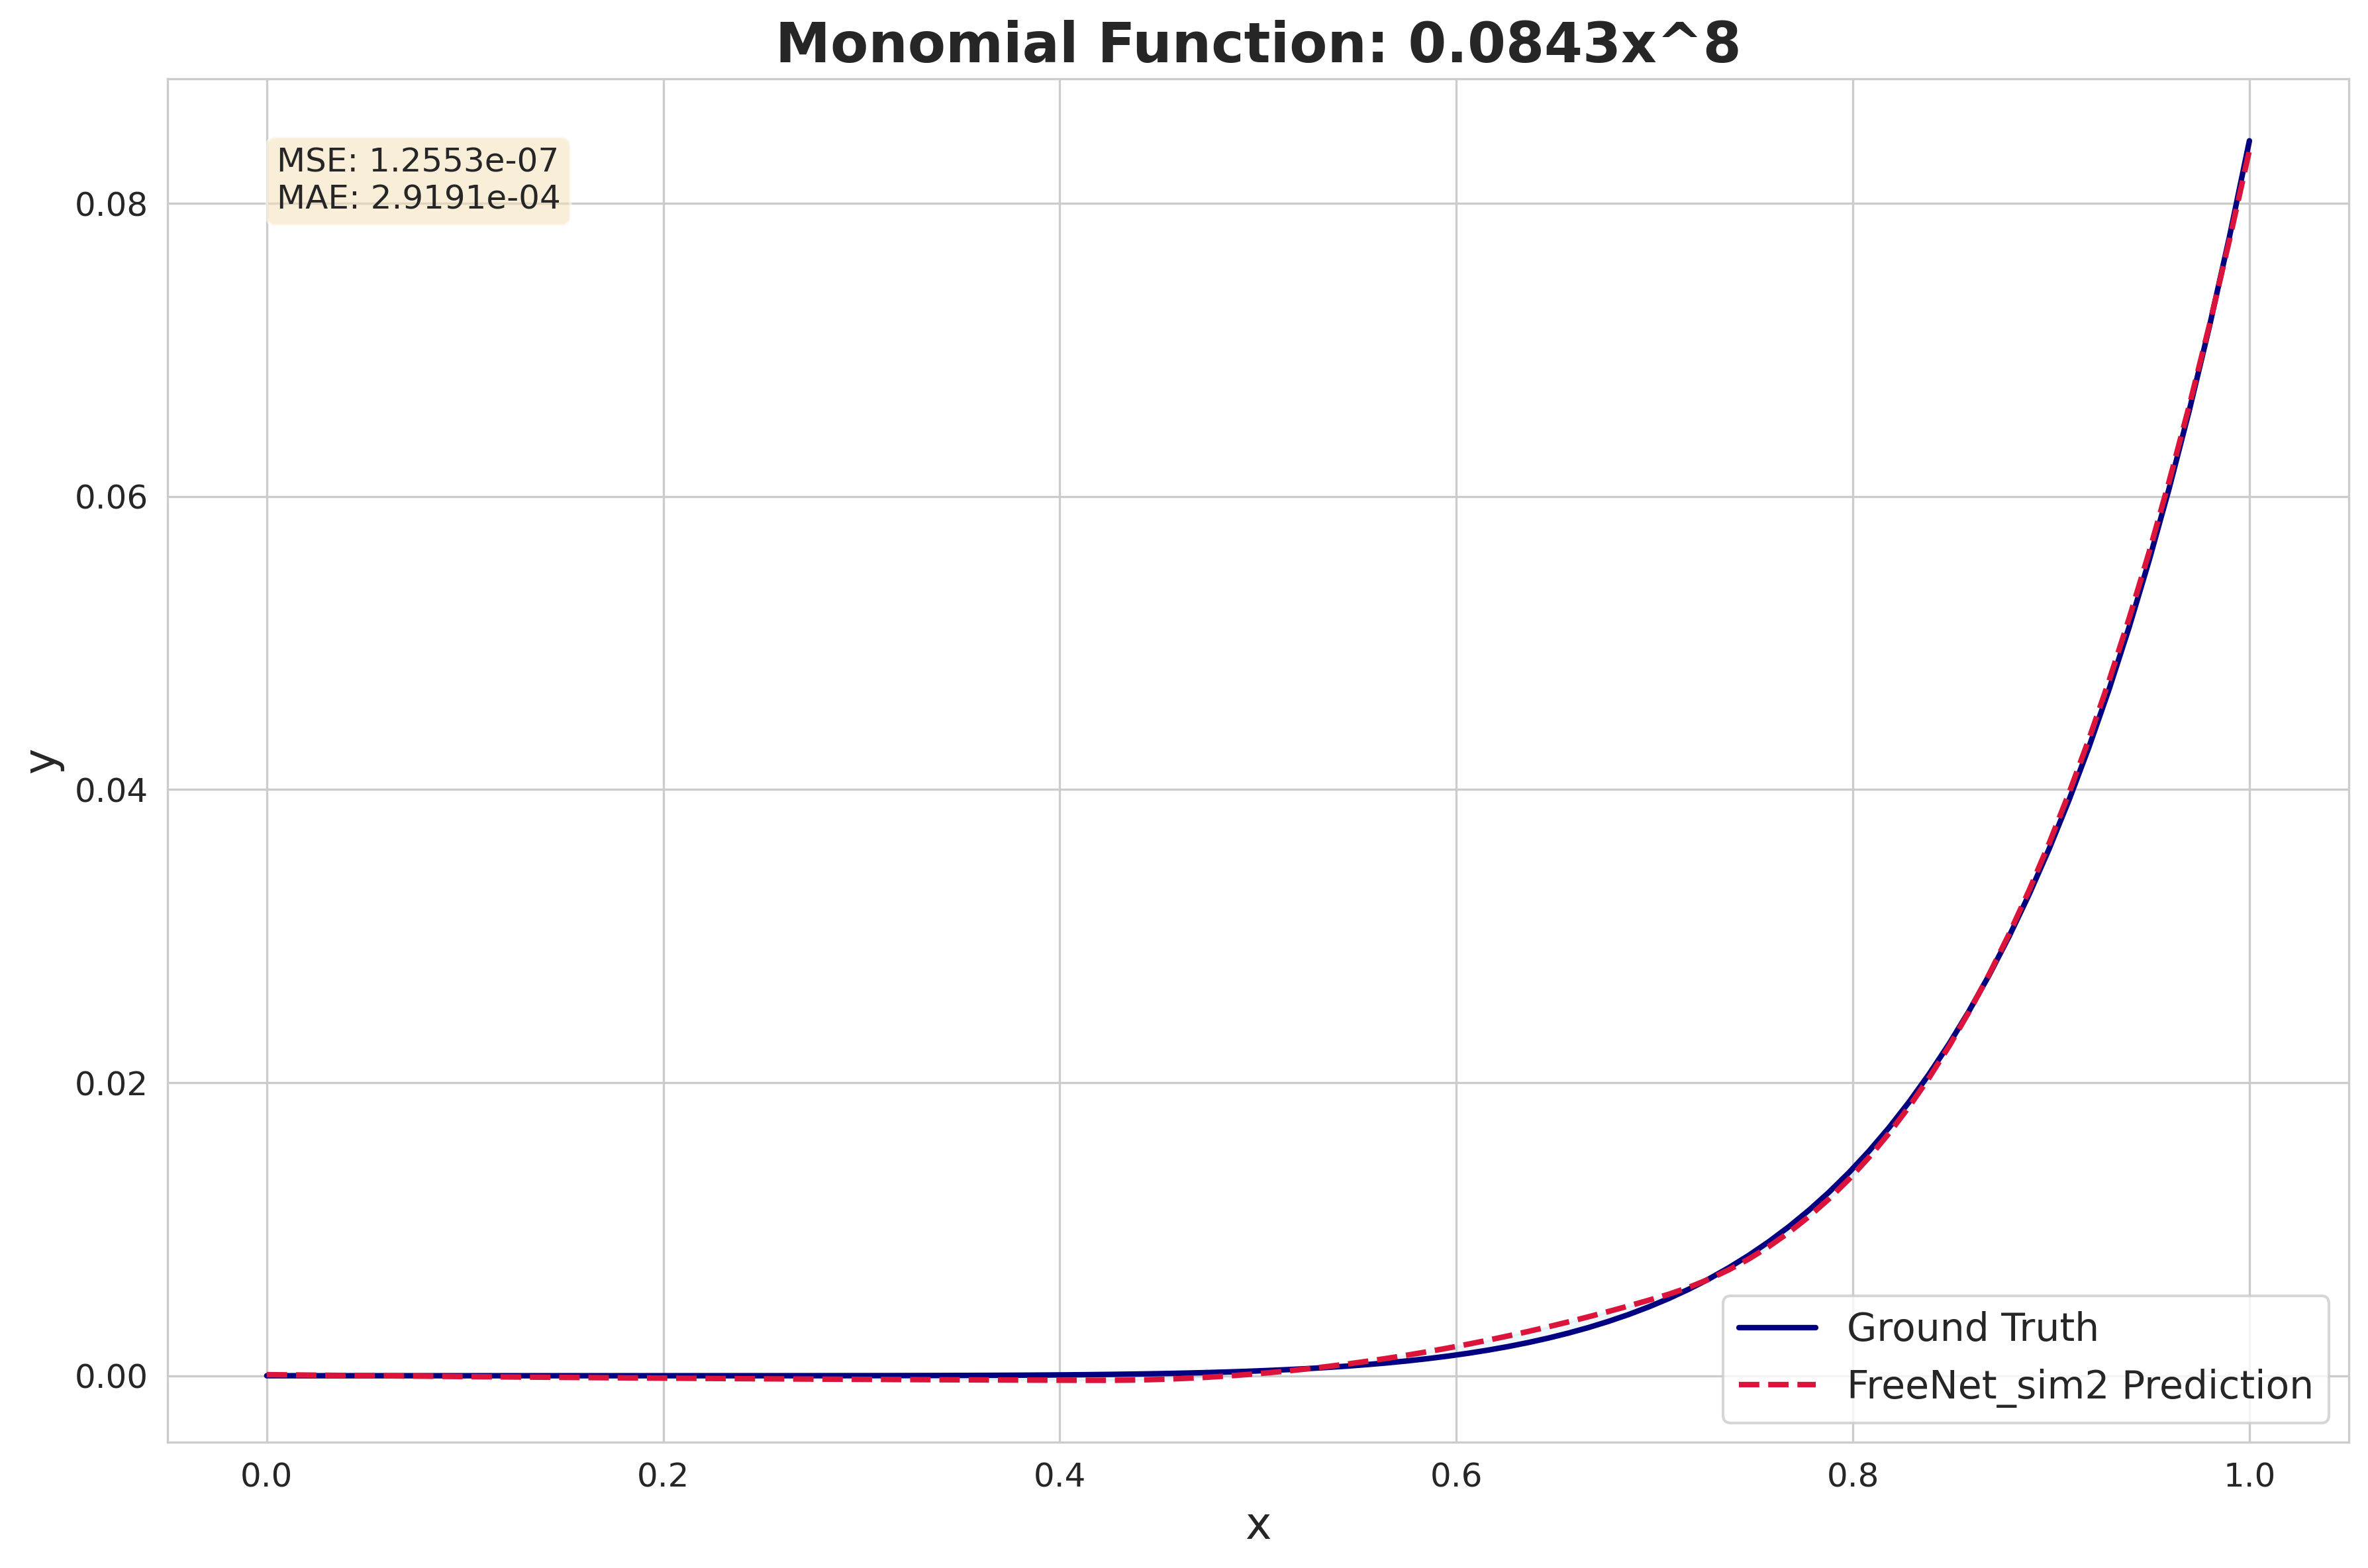 Monomial Function: 0.0843x^8
MSE: 1.2553e-07
MAE: 2.9191e-04
0.08
0.06
0.04
0.02
0.00
y
0.0 0.2 0.4 0.6 0.8 1.0
x
Ground Truth
FreeNet_sim2 Prediction